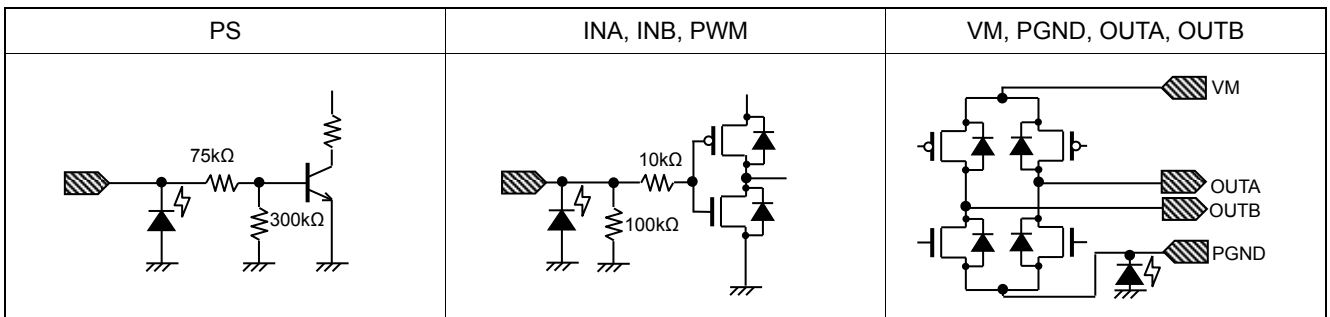 PS
INA, INB, PWM
VM, PGND, OUTA, OUTB
75kΩ
300kΩ
10kΩ
100kΩ
VM
OUTA
OUTB
PGND